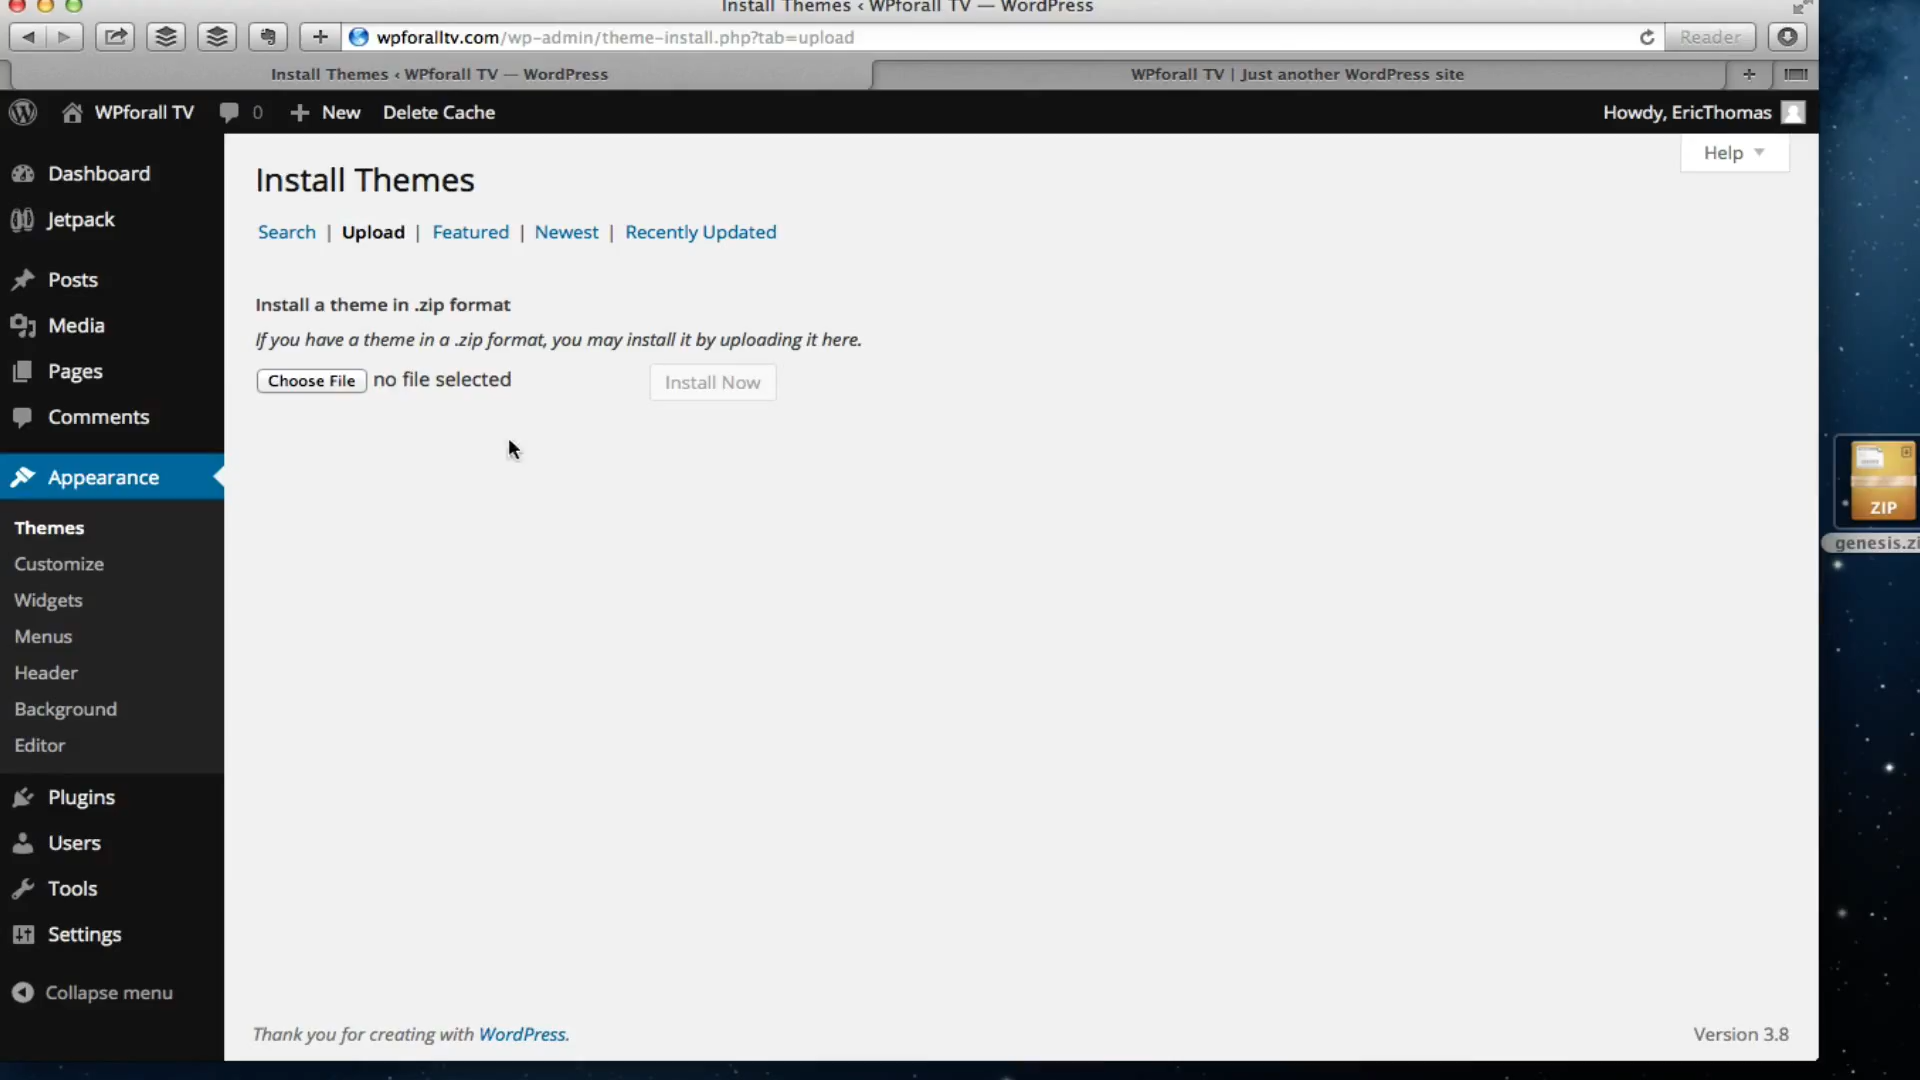 Install Themes ‹ WPforall TV — WordPress
wpforalltv.com/wp-admin/theme-install.php?tab=upload
Reader
Install Themes ‹ WPforall TV — WordPress
WPforall TV | Just another WordPress site
WPforall TV
0
New
Delete Cache
Howdy, EricThomas
Help
Dashboard
Jetpack
Posts
Media
Pages
Comments
Appearance
Themes
Customize
Widgets
Menus
Header
Background
Editor
Plugins
Users
Tools
Settings
Collapse menu
Install Themes
Search | Upload | Featured | Newest | Recently Updated
Install a theme in .zip format
If you have a theme in a .zip format, you may install it by uploading it here.
Choose File no file selected
Install Now
ZIP
genesis.zi
Thank you for creating with WordPress.
Version 3.8